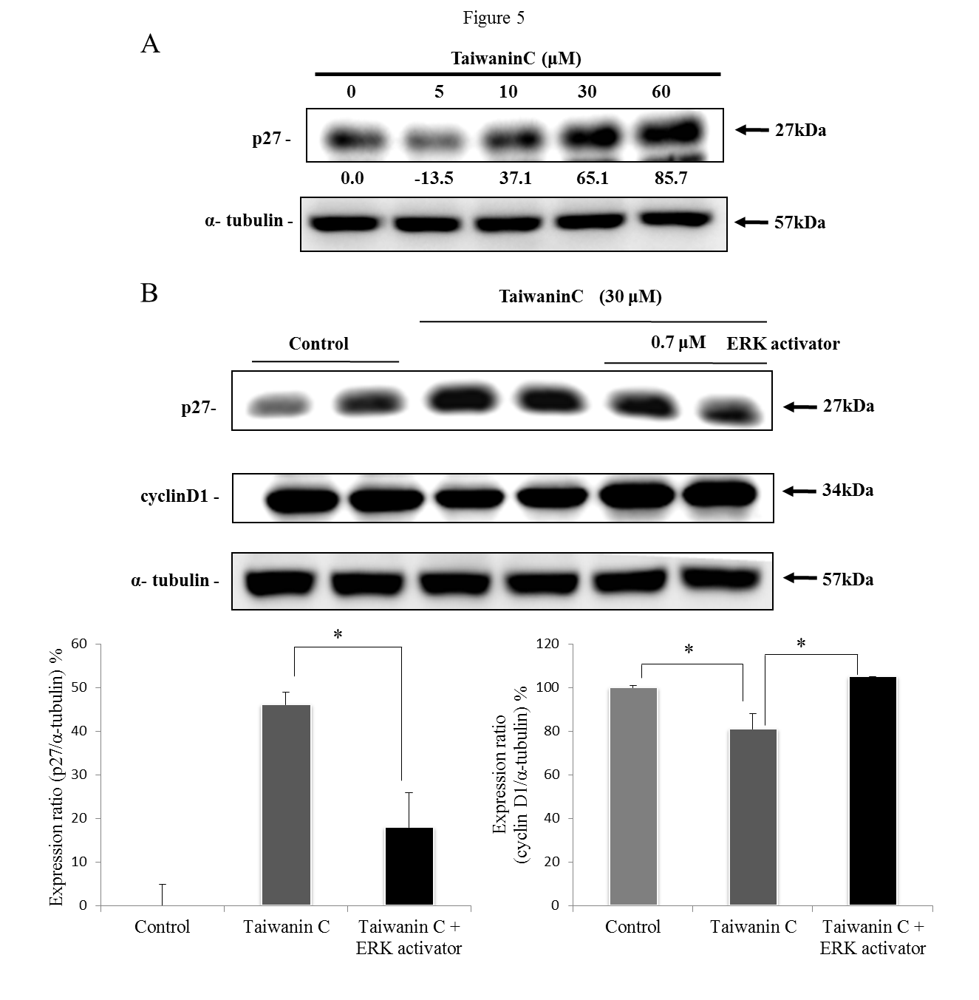 Figure 5
A
TaiwaninC (µM)
0 5 10 30 60
p27 -
27kDa
0.0 -13.5 37.1 65.1 85.7
α- tubulin -
57kDa
B
TaiwaninC (30 µM)
Control
0.7 µM ERK activator
p27-
27kDa
cyclinD1 -
34kDa
α- tubulin -
57kDa
Expression ratio (p27/α-tubulin) %
60
50
40
30
20
10
0
*
Control
Taiwanin C
Taiwanin C +
ERK activator
Expression ratio
(cyclin D1/α-tubulin) %
120
100
80
60
40
20
0
*
*
Control
Taiwanin C
Taiwanin C +
ERK activator